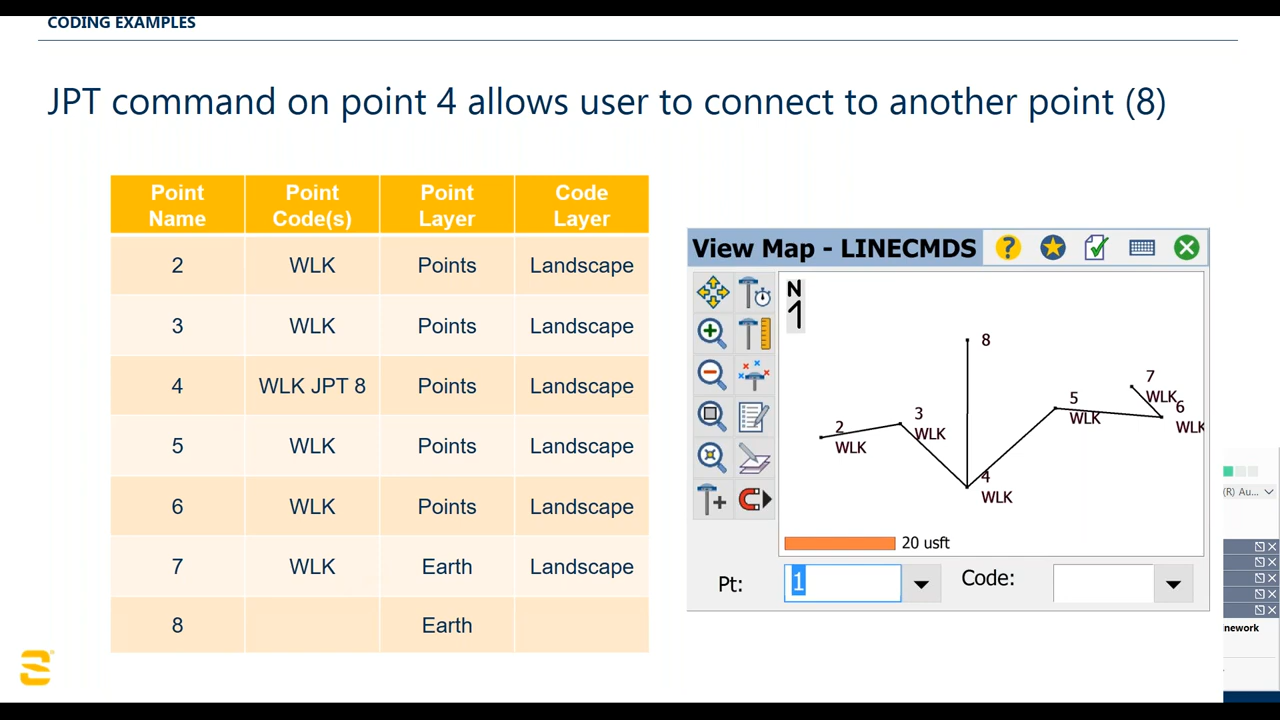 CODING EXAMPLES
JPT command on point 4 allows user to connect to another point (8)
Point Name Point Code(s) Point Layer Code Layer
2 WLK Points Landscape
3 WLK Points Landscape
4 WLK JPT 8 Points Landscape
5 WLK Points Landscape
6 WLK Points Landscape
7 WLK Earth Landscape
8 Earth
View Map - LINECMDS
N
1
8
7
WLK
6
WLK
5
WLK
3
WLK
2
WLK
4
WLK
20 usft
Pt: 1 Code:
(R) Au...
nework